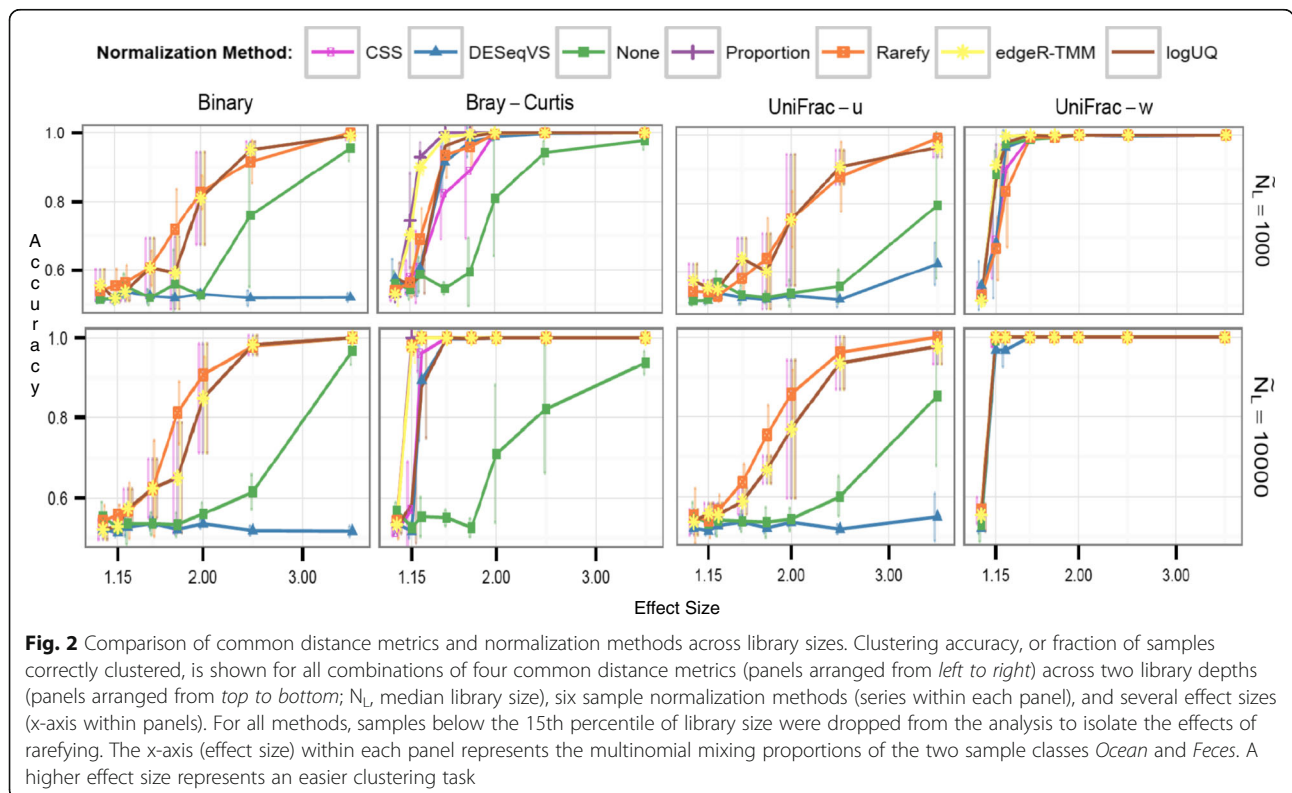 Normalization Method: CSS DESeqVS None Proportion Rarefy edgeR-TMM logUQ
Binary Bray – Curtis UniFrac – u UniFrac – w
1.0
0.8
0.6
ÑL = 1000
Accuracy
1.0
0.8
0.6
ÑL = 10000
1.15 2.00 3.00 1.15 2.00 3.00 1.15 2.00 3.00 1.15 2.00 3.00
Effect Size
Fig. 2 Comparison of common distance metrics and normalization methods across library sizes. Clustering accuracy, or fraction of samples
correctly clustered, is shown for all combinations of four common distance metrics (panels arranged from left to right) across two library depths
(panels arranged from top to bottom; NL, median library size), six sample normalization methods (series within each panel), and several effect sizes
(x-axis within panels). For all methods, samples below the 15th percentile of library size were dropped from the analysis to isolate the effects of
rarefying. The x-axis (effect size) within each panel represents the multinomial mixing proportions of the two sample classes Ocean and Feces. A
higher effect size represents an easier clustering task